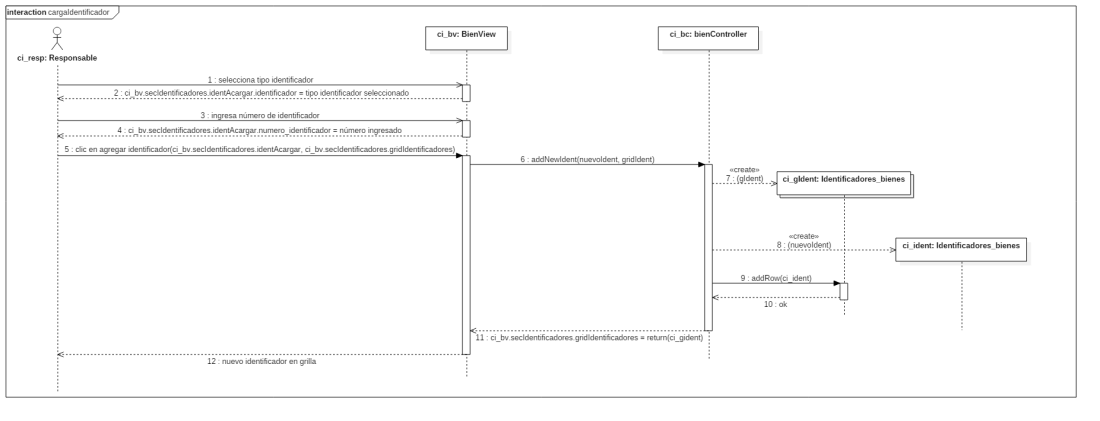 interaction cargaIdentificador
ci_resp: Responsable
ci_bv: BienView
ci_bc: bienController
1 : selecciona tipo identificador
2 : ci_bv.secIdentificadores.identAcargar.identificador = tipo identificador seleccionado
3 : ingresa número de identificador
4 : ci_bv.secIdentificadores.identAcargar.numero_identificador = número ingresado
5 : clic en agregar identificador(ci_bv.secIdentificadores.identAcargar, ci_bv.secIdentificadores.gridIdentificadores)
6 : addNewIdent(nuevoIdent, gridIdent)
«create»
7 : (gIdent)
ci_gIdent: Identificadores_bienes
«create»
8 : (nuevoIdent)
ci_ident: Identificadores_bienes
9 : addRow(ci_ident)
10 : ok
11 : ci_bv.secIdentificadores.gridIdentificadores = return(ci_gident)
12 : nuevo identificador en grilla